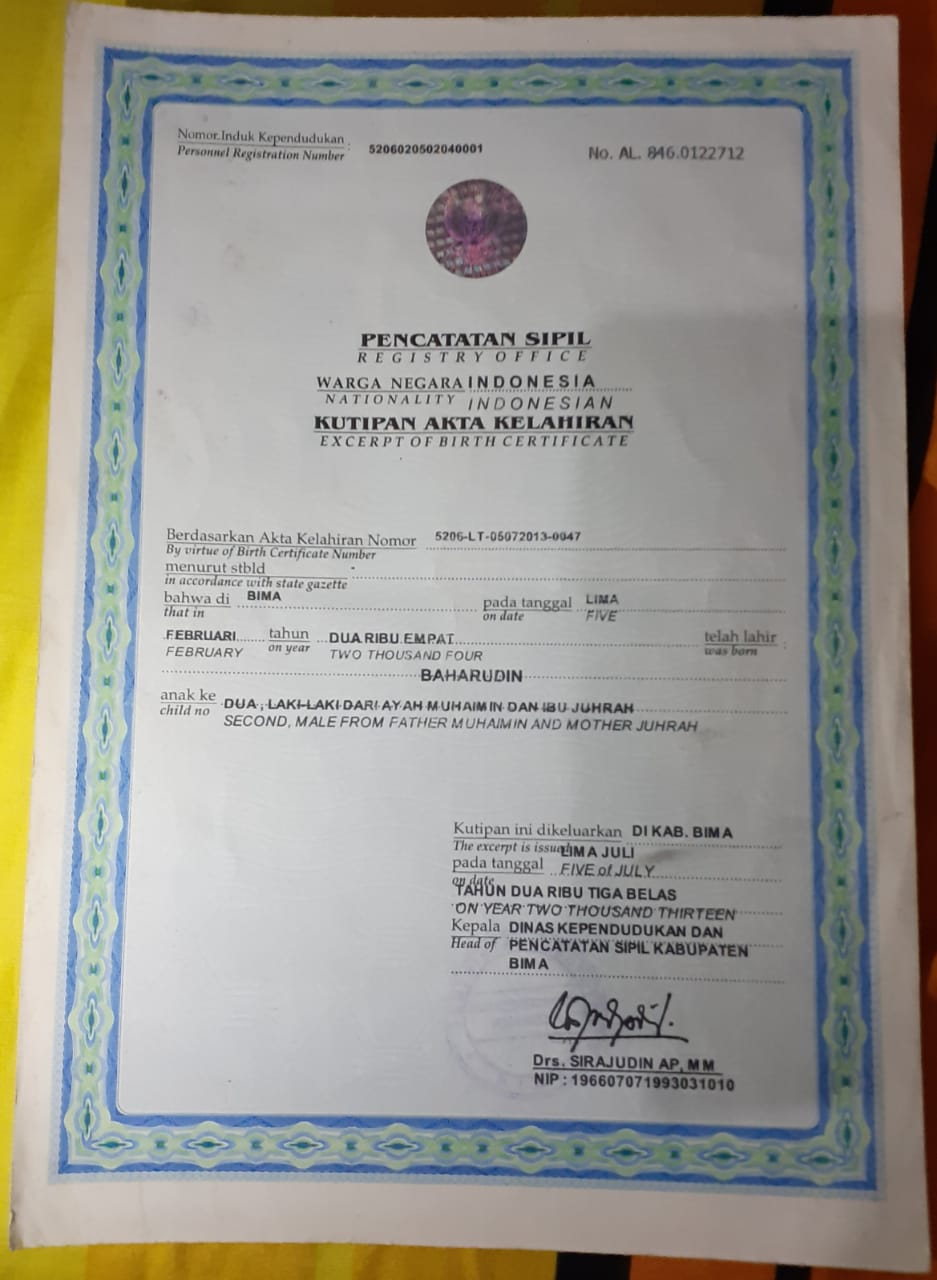 Nomor Induk Kependudukan : 5206020502040001
Personnel Registration Number
No. AL. 846.0122712
PENCATATAN SIPIL
REGISTRY OFFICE
WARGA NEGARA INDONESIA
NATIONALITY INDONESIAN
KUTIPAN AKTA KELAHIRAN
EXCERPT OF BIRTH CERTIFICATE
Berdasarkan Akta Kelahiran Nomor 5206-LT-05072013-0047
By virtue of Birth Certificate Number
menurut stbld -
in accordance with state gazette
bahwa di BIMA pada tanggal LIMA
that in on date FIVE
FEBRUARI tahun DUA RIBU EMPAT telah lahir :
FEBRUARY on year TWO THOUSAND FOUR was born
BAHARUDIN
anak ke DUA , LAKI-LAKI DARI AYAH MUHAIMIN DAN IBU JUHRAH
child no SECOND, MALE FROM FATHER MUHAIMIN AND MOTHER JUHRAH
Kutipan ini dikeluarkan DI KAB. BIMA
The excerpt is issued LIMA JULI
pada tanggal FIVE of JULY
on date
TAHUN DUA RIBU TIGA BELAS
ON YEAR TWO THOUSAND THIRTEEN
Kepala DINAS KEPENDUDUKAN DAN
Head of PENCATATAN SIPIL KABUPATEN
BIMA
Drs. SIRAJUDIN AP, MM
NIP : 196607071993031010